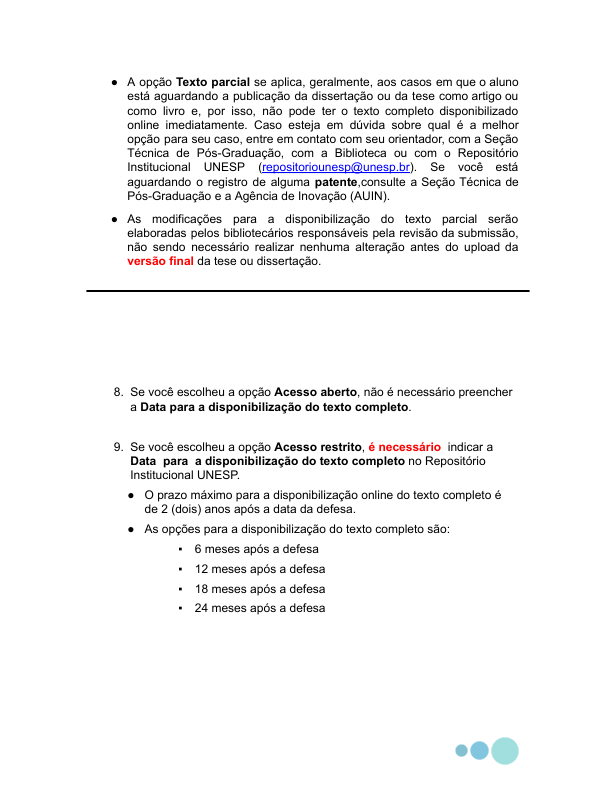 ● A opção Texto parcial se aplica, geralmente, aos casos em que o aluno
está aguardando a publicação da dissertação ou da tese como artigo ou
como livro e, por isso, não pode ter o texto completo disponibilizado
online imediatamente. Caso esteja em dúvida sobre qual é a melhor
opção para seu caso, entre em contato com seu orientador, com a Seção
Técnica de Pós-Graduação, com a Biblioteca ou com o Repositório
Institucional UNESP (repositoriounesp@unesp.br). Se você está
aguardando o registro de alguma patente,consulte a Seção Técnica de
Pós-Graduação e a Agência de Inovação (AUIN).
● As modificações para a disponibilização do texto parcial serão
elaboradas pelos bibliotecários responsáveis pela revisão da submissão,
não sendo necessário realizar nenhuma alteração antes do upload da
versão final da tese ou dissertação.
8. Se você escolheu a opção Acesso aberto, não é necessário preencher
a Data para a disponibilização do texto completo.
9. Se você escolheu a opção Acesso restrito, é necessário indicar a
Data para a disponibilização do texto completo no Repositório
Institucional UNESP.
● O prazo máximo para a disponibilização online do texto completo é
de 2 (dois) anos após a data da defesa.
● As opções para a disponibilização do texto completo são:
▪ 6 meses após a defesa
▪ 12 meses após a defesa
▪ 18 meses após a defesa
▪ 24 meses após a defesa